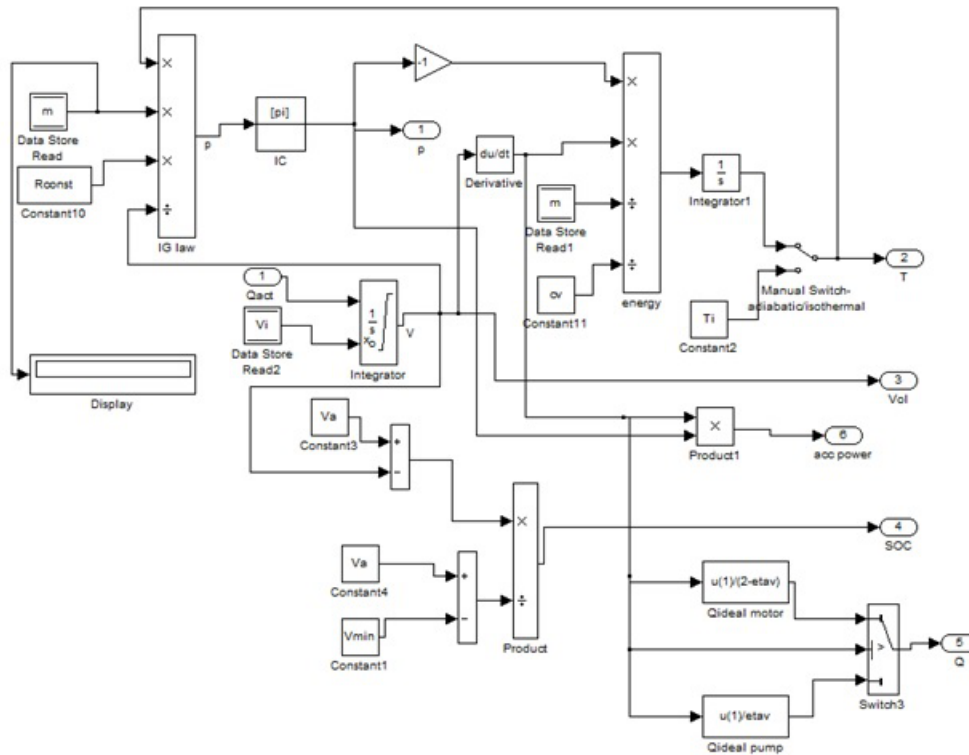 -1
[pi]
IC
m
Data Store
Read
p
1
p
Rconst
Constant10
IG law
du/dt
Derivative
m
Data Store
Read1
cv
Constant11
energy
1
s
Integrator1
2
T
Manual Switch-
adiabatic/isothermal
Ti
Constant2
1
Qact
Vi
Data Store
Read2
1
s
xo
Integrator
V
3
Vol
Display
Va
Constant3
+
−
×
Product1
6
acc power
Va
Constant4
Vmin
Constant1
+
−
×
÷
Product
4
SOC
u(1)/(2-etav)
Qideal motor
>
Switch3
5
Q
u(1)/etav
Qideal pump